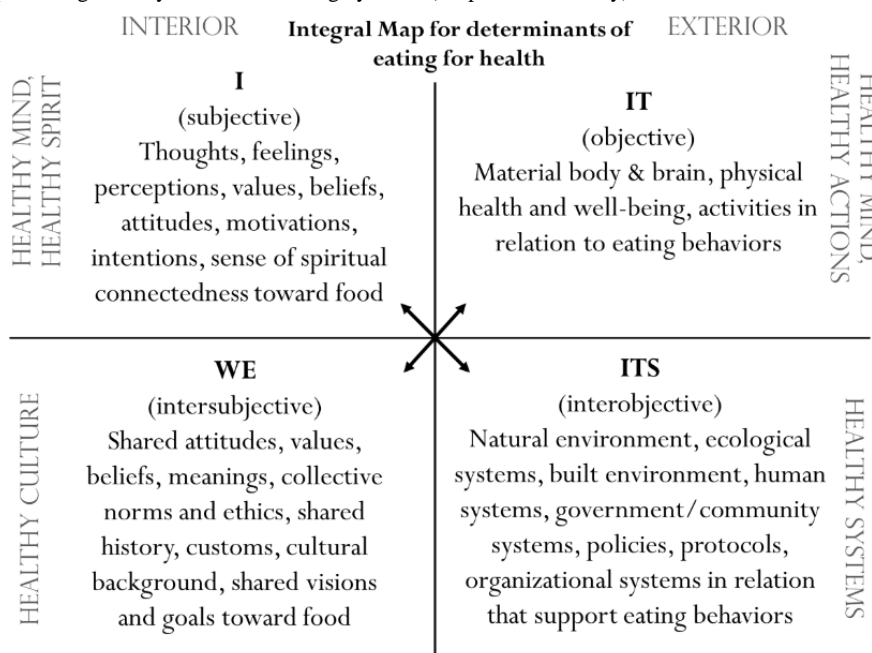 INTERIOR
Integral Map for determinants of
eating for health
EXTERIOR
HEALTHY MIND,
HEALTHY SPIRIT
I
(subjective)
Thoughts, feelings,
perceptions, values, beliefs,
attitudes, motivations,
intentions, sense of spiritual
connectedness toward food
IT
(objective)
Material body & brain, physical
health and well-being, activities in
relation to eating behaviors
HEALTHY MIND,
HEALTHY ACTIONS
HEALTHY CULTURE
WE
(intersubjective)
Shared attitudes, values,
beliefs, meanings, collective
norms and ethics, shared
history, customs, cultural
background, shared visions
and goals toward food
ITS
(interobjective)
Natural environment, ecological
systems, built environment, human
systems, government/community
systems, policies, protocols,
organizational systems in relation
that support eating behaviors
HEALTHY SYSTEMS